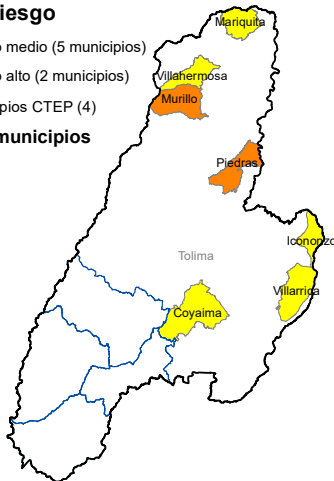 iesgo
o medio (5 municipios)
o alto (2 municipios)
pios CTEP (4)
municipios
Mariquita
Villahermosa
Murillo
Piedras
Icononzo
Tolima
Villarrica
Coyaima